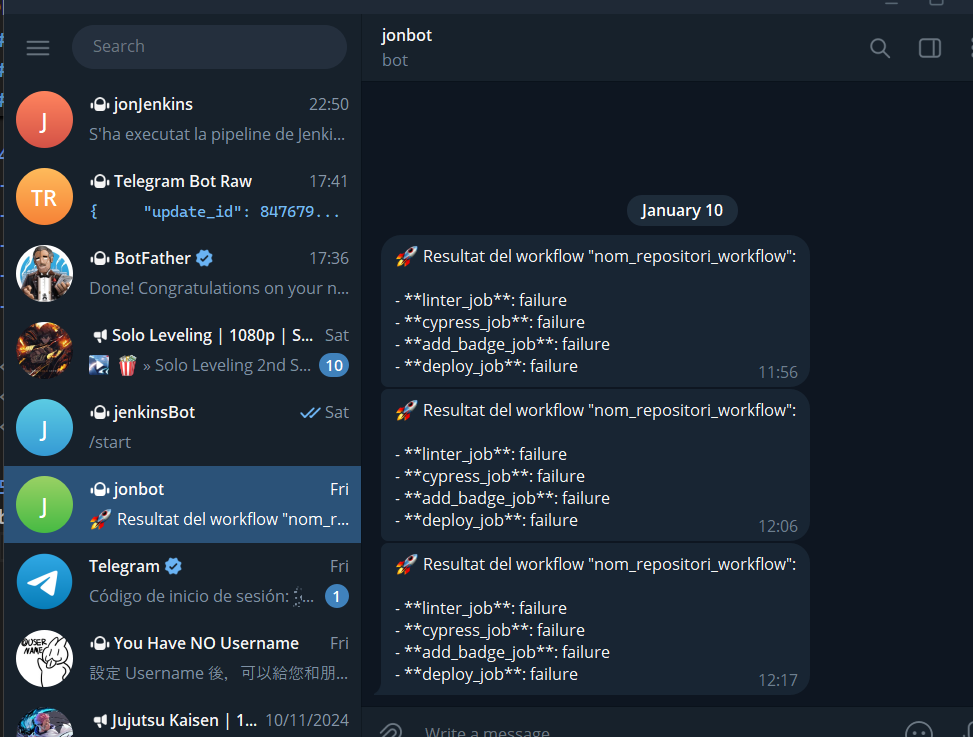 Search
J
jonJenkins
22:50
S'ha executat la pipeline de Jenki...
TR
Telegram Bot Raw
17:41
{ "update_id": 847679...
BotFather
17:36
Done! Congratulations on your n...
Solo Leveling | 1080p | S...
Sat
» Solo Leveling 2nd S...
10
J
jenkinsBot
Sat
/start
J
jonbot
Fri
🚀 Resultat del workflow "nom_r...
Telegram
Fri
Código de inicio de sesión:
1
You Have NO Username
Fri
設定 Username 後，可以給您和朋...
Jujutsu Kaisen | 1...
10/11/2024
jonbot
bot
January 10
🚀 Resultat del workflow "nom_repositori_workflow":
- **linter_job**: failure
- **cypress_job**: failure
- **add_badge_job**: failure
- **deploy_job**: failure
11:56
🚀 Resultat del workflow "nom_repositori_workflow":
- **linter_job**: failure
- **cypress_job**: failure
- **add_badge_job**: failure
- **deploy_job**: failure
12:06
🚀 Resultat del workflow "nom_repositori_workflow":
- **linter_job**: failure
- **cypress_job**: failure
- **add_badge_job**: failure
- **deploy_job**: failure
12:17
Write a message